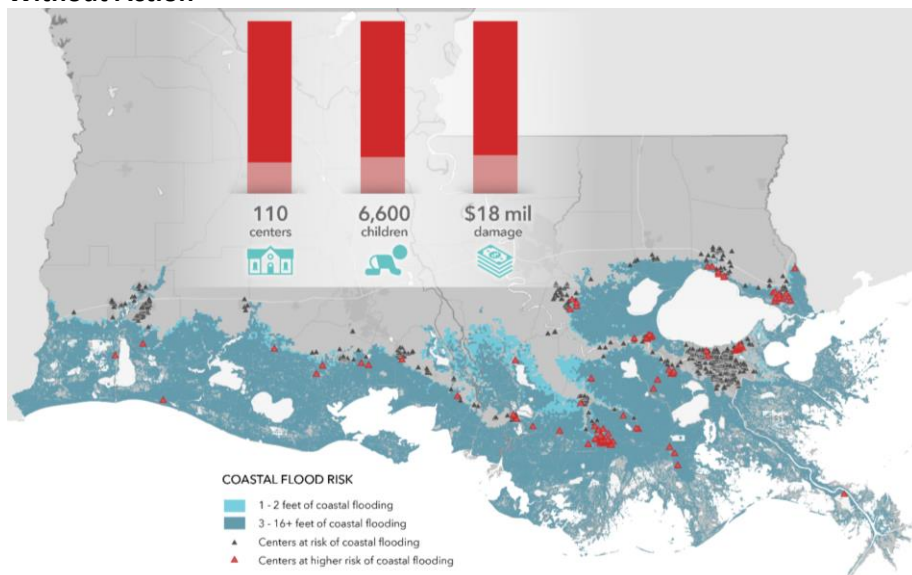 Without Action
110
centers
6,600
children
$18 mil
damage
COASTAL FLOOD RISK
1 - 2 feet of coastal flooding
3 - 16+ feet of coastal flooding
Centers at risk of coastal flooding
Centers at higher risk of coastal flooding